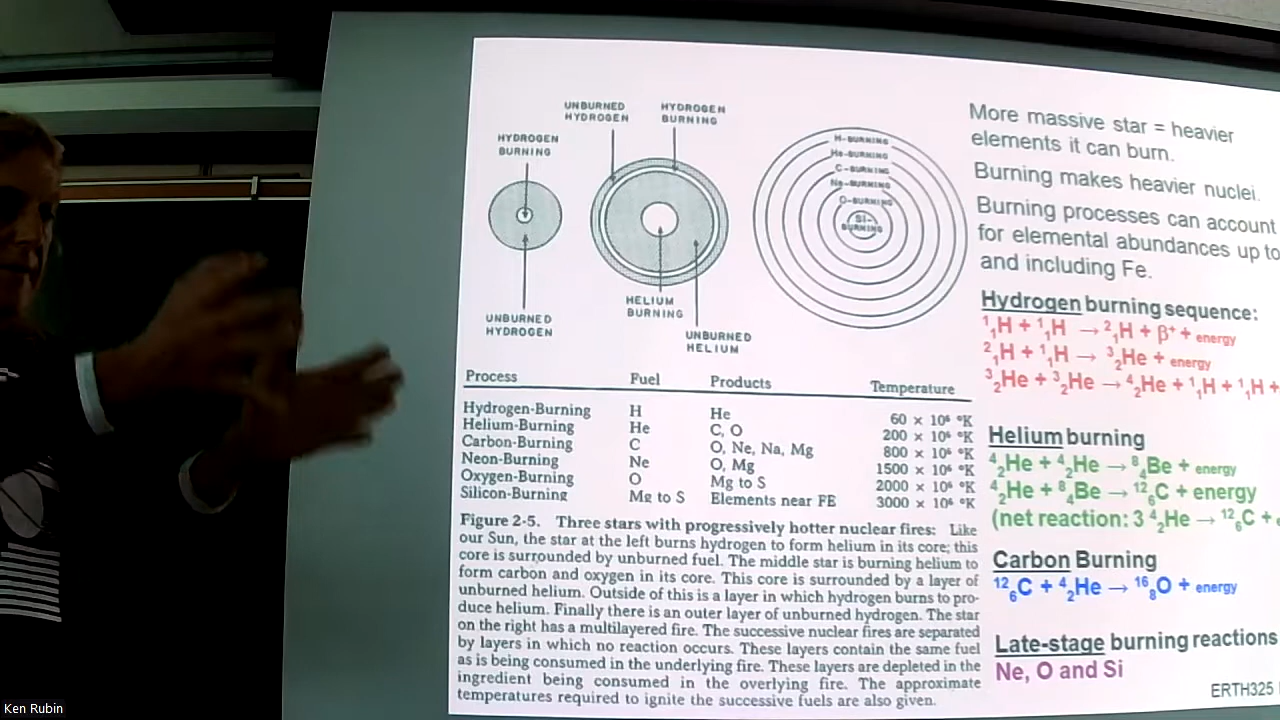 UNBURNED
HYDROGEN
HYDROGEN
BURNING
HYDROGEN
BURNING
H-BURNING
He-BURNING
C-BURNING
Ne-BURNING
O-BURNING
SI-
BURNING
HELIUM
BURNING
UNBURNED
HYDROGEN
UNBURNED
HELIUM
Process Fuel Products Temperature
Hydrogen-Burning H He 60 × 10⁶ °K
Helium-Burning He C, O 200 × 10⁶ °K
Carbon-Burning C O, Ne, Na, Mg 800 × 10⁶ °K
Neon-Burning Ne O, Mg 1500 × 10⁶ °K
Oxygen-Burning O Mg to S 2000 × 10⁶ °K
Silicon-Burning Mg to S Elements near FE 3000 × 10⁶ °K
Figure 2-5. Three stars with progressively hotter nuclear fires: Like
our Sun, the star at the left burns hydrogen to form helium in its core; this
core is surrounded by unburned fuel. The middle star is burning helium to
form carbon and oxygen in its core. This core is surrounded by a layer of
unburned helium. Outside of this is a layer in which hydrogen burns to pro-
duce helium. Finally there is an outer layer of unburned hydrogen. The star
on the right has a multilayered fire. The successive nuclear fires are separated
by layers in which no reaction occurs. These layers contain the same fuel
as is being consumed in the underlying fire. These layers are depleted in the
ingredient being consumed in the overlying fire. The approximate
temperatures required to ignite the successive fuels are also given.
More massive star = heavier
elements it can burn.
Burning makes heavier nuclei.
Burning processes can account
for elemental abundances up to
and including Fe.
Hydrogen burning sequence:
¹₁H + ¹₁H → ²₁H + β⁺ + energy
²₁H + ¹₁H → ³₂He + energy
³₂He + ³₂He → ⁴₂He + ¹₁H + ¹₁H +
Helium burning
⁴₂He + ⁴₂He → ⁸₄Be + energy
⁴₂He + ⁸₄Be → ¹²₆C + energy
(net reaction: 3 ⁴₂He → ¹²₆C +
Carbon Burning
¹²₆C + ⁴₂He → ¹⁶₈O + energy
Late-stage burning reactions
Ne, O and Si
ERTH325
Ken Rubin